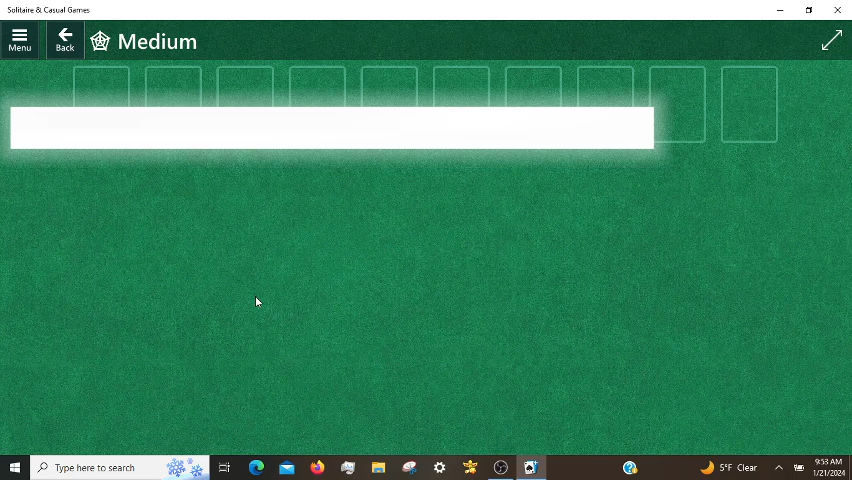 Solitaire & Casual Games
Menu
Back
Medium
Type here to search
5°F Clear
9:53 AM
1/21/2024